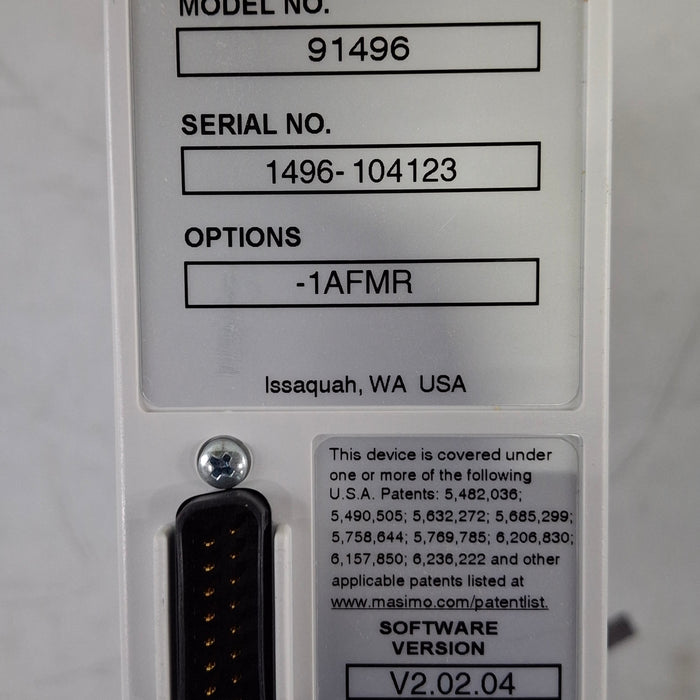 MODEL NO.
91496
SERIAL NO.
1496-104123
OPTIONS
-1AFMR
Issaquah, WA USA
This device is covered under
one or more of the following
U.S.A. Patents: 5,482,036;
5,490,505; 5,632,272; 5,685,299;
5,758,644; 5,769,785; 6,206,830;
6,157,850; 6,236,222 and other
applicable patents listed at
www.masimo.com/patentlist.
SOFTWARE
VERSION
V2.02.04